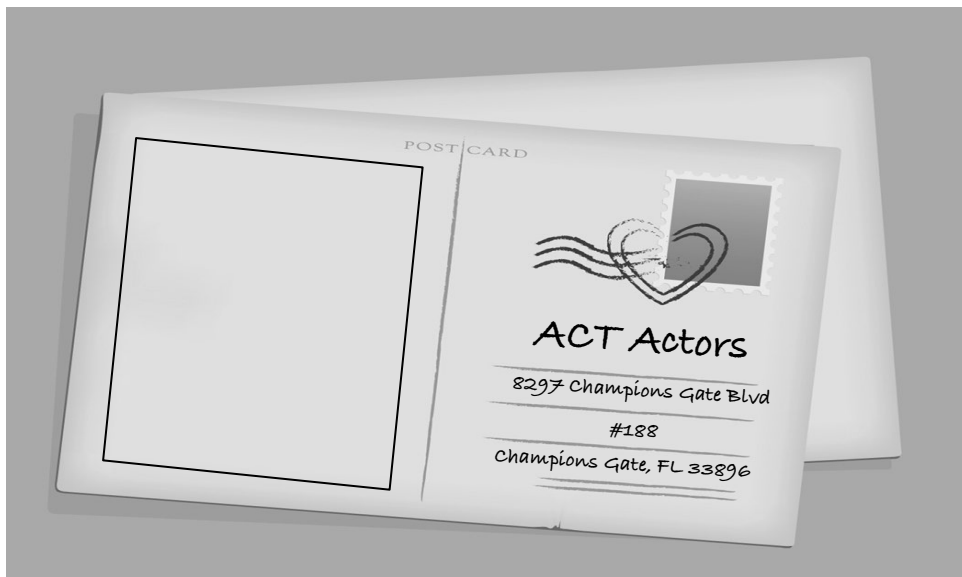 POST CARD
ACT Actors
8297 Champions Gate Blvd
#188
Champions Gate, FL 33896